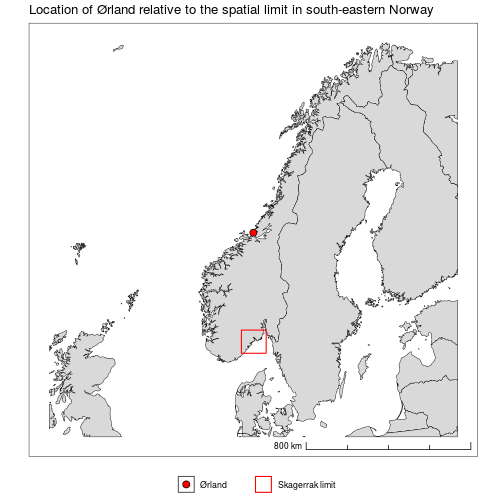 Location of Ørland relative to the spatial limit in south-eastern Norway
800 km
Ørland
Skagerrak limit